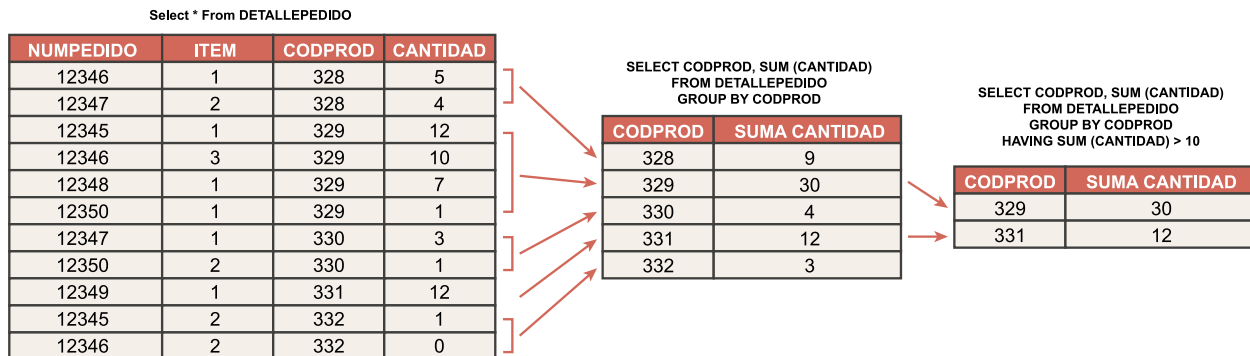 Select * From DETALLEPEDIDO
NUMPEDIDO ITEM CODPROD CANTIDAD
12346 1 328 5
12347 2 328 4
12345 1 329 12
12346 3 329 10
12348 1 329 7
12350 1 329 1
12347 1 330 3
12350 2 330 1
12349 1 331 12
12345 2 332 1
12346 2 332 0
SELECT CODPROD, SUM (CANTIDAD)
FROM DETALLEPEDIDO
GROUP BY CODPROD
CODPROD SUMA CANTIDAD
328 9
329 30
330 4
331 12
332 3
SELECT CODPROD, SUM (CANTIDAD)
FROM DETALLEPEDIDO
GROUP BY CODPROD
HAVING SUM (CANTIDAD) > 10
CODPROD SUMA CANTIDAD
329 30
331 12